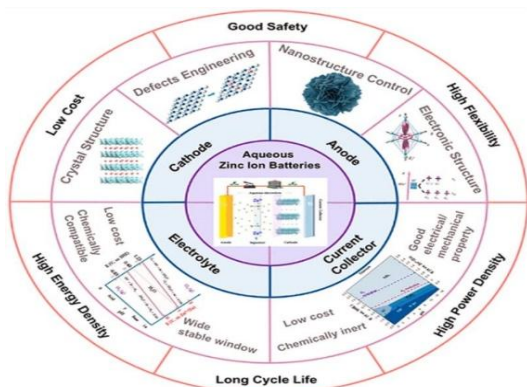 Good Safety
Low Cost
High Flexibility
Defects Engineering
Nanostructure Control
Crystal Structure
Electronic Structure
Cathode
Anode
Aqueous
Zinc Ion Batteries
Electrolyte
Current
Collector
Low cost
Chemically
Compatible
Wide
stable window
Good
electrical/
mechanical
property
Low cost
Chemically inert
High Energy Density
High Power Density
Long Cycle Life